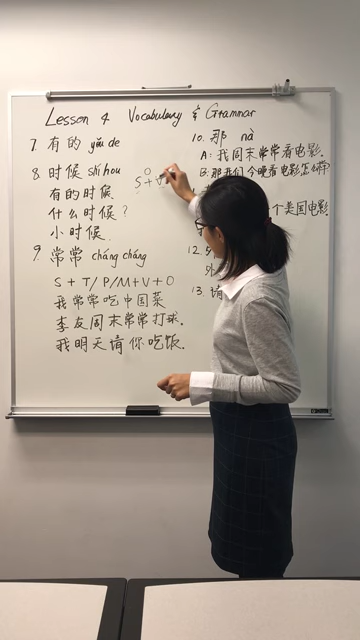 Lesson 4 Vocabulary & Grammar
7. 有的 yǒu de
8. 时候 shí hou
有的时候
什么时候?
小时候
9. 常常 cháng cháng
S + T/P/M + V + O
我常常吃中国菜
李友周末常常打球.
我明天请你吃饭.
O
S + V
10. 那 nà
A: 我周末常常看电影.
B: 那我们今晚看电影怎么样
个美国电影
12.
13. 请